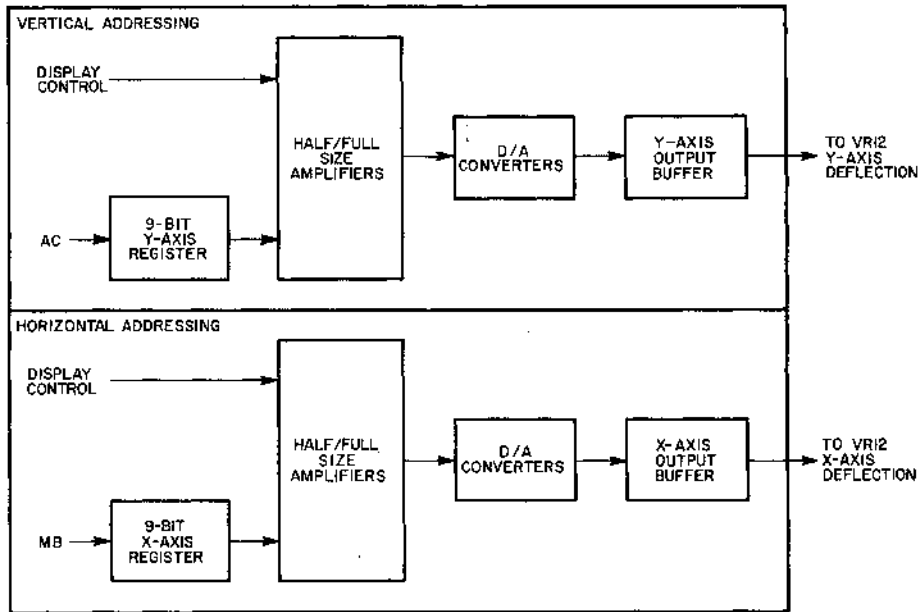 VERTICAL ADDRESSING
DISPLAY
CONTROL
AC
9-BIT
Y-AXIS
REGISTER
HALF/FULL
SIZE
AMPLIFIERS
D/A
CONVERTERS
Y-AXIS
OUTPUT
BUFFER
TO VR12
Y-AXIS
DEFLECTION
HORIZONTAL ADDRESSING
DISPLAY
CONTROL
MB
9-BIT
X-AXIS
REGISTER
HALF/FULL
SIZE
AMPLIFIERS
D/A
CONVERTERS
X-AXIS
OUTPUT
BUFFER
TO VR12
X-AXIS
DEFLECTION